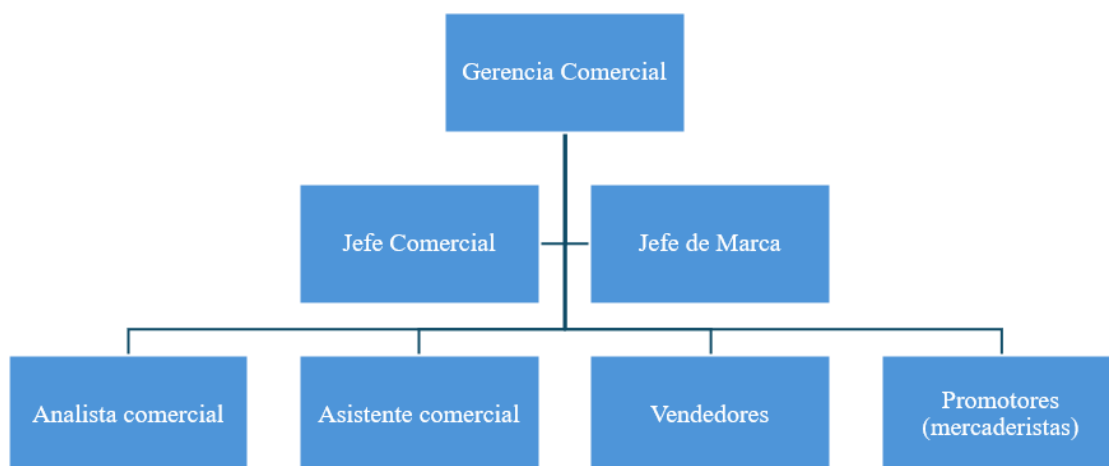 Gerencia Comercial
Jefe Comercial
Jefe de Marca
Analista comercial
Asistente comercial
Vendedores
Promotores
(mercaderistas)